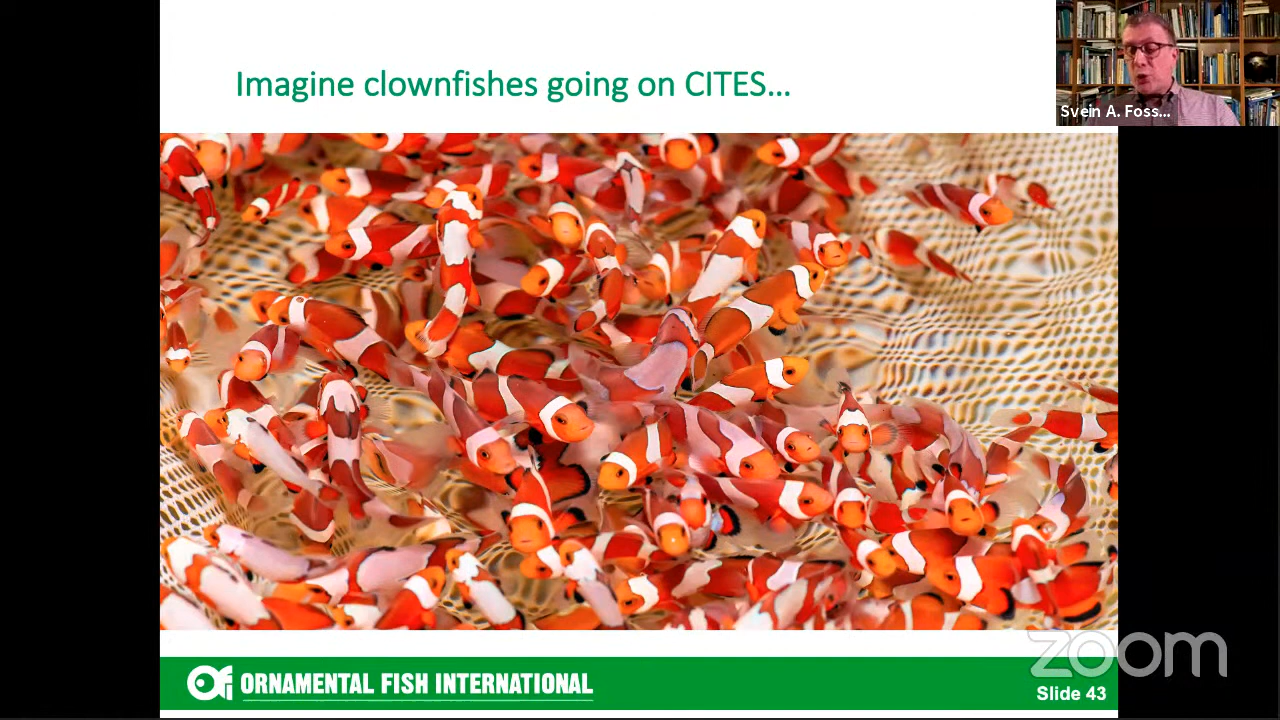 Imagine clownfishes going on CITES...
Svein A. Foss...
ORNAMENTAL FISH INTERNATIONAL
zoom
Slide 43